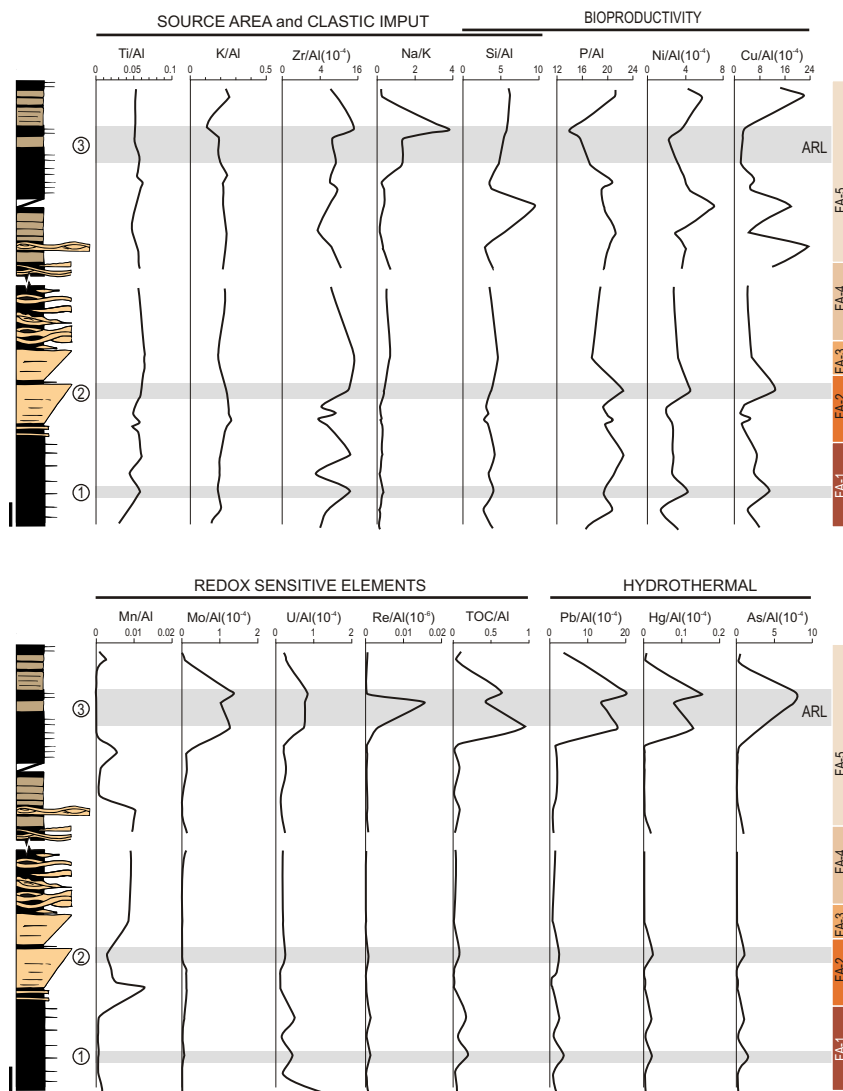 SOURCE AREA and CLASTIC IMPUT
BIOPRODUCTIVITY
Ti/Al K/Al Zr/Al(10⁻⁴) Na/K Si/Al P/Al Ni/Al(10⁻⁴) Cu/Al(10⁻⁴)
0 0.05 0.1 0 0.5 0 4 16 0 2 4 0 5 10 12 16 20 24 0 4 8 0 8 16 24
3 ARL
FA-5
FA-4
FA-3
2
FA-2
FA-1
1
REDOX SENSITIVE ELEMENTS HYDROTHERMAL
Mn/Al Mo/Al(10⁻⁴) U/Al(10⁻⁴) Re/Al(10⁻⁶) TOC/Al Pb/Al(10⁻⁴) Hg/Al(10⁻⁴) As/Al(10⁻⁴)
0 0.01 0.02 0 1 2 0 1 2 0 0.01 0.02 0 0.5 1 0 10 20 0 0.1 0.2 0 5 10
3 ARL
FA-5
FA-4
FA-3
2
FA-2
FA-1
1